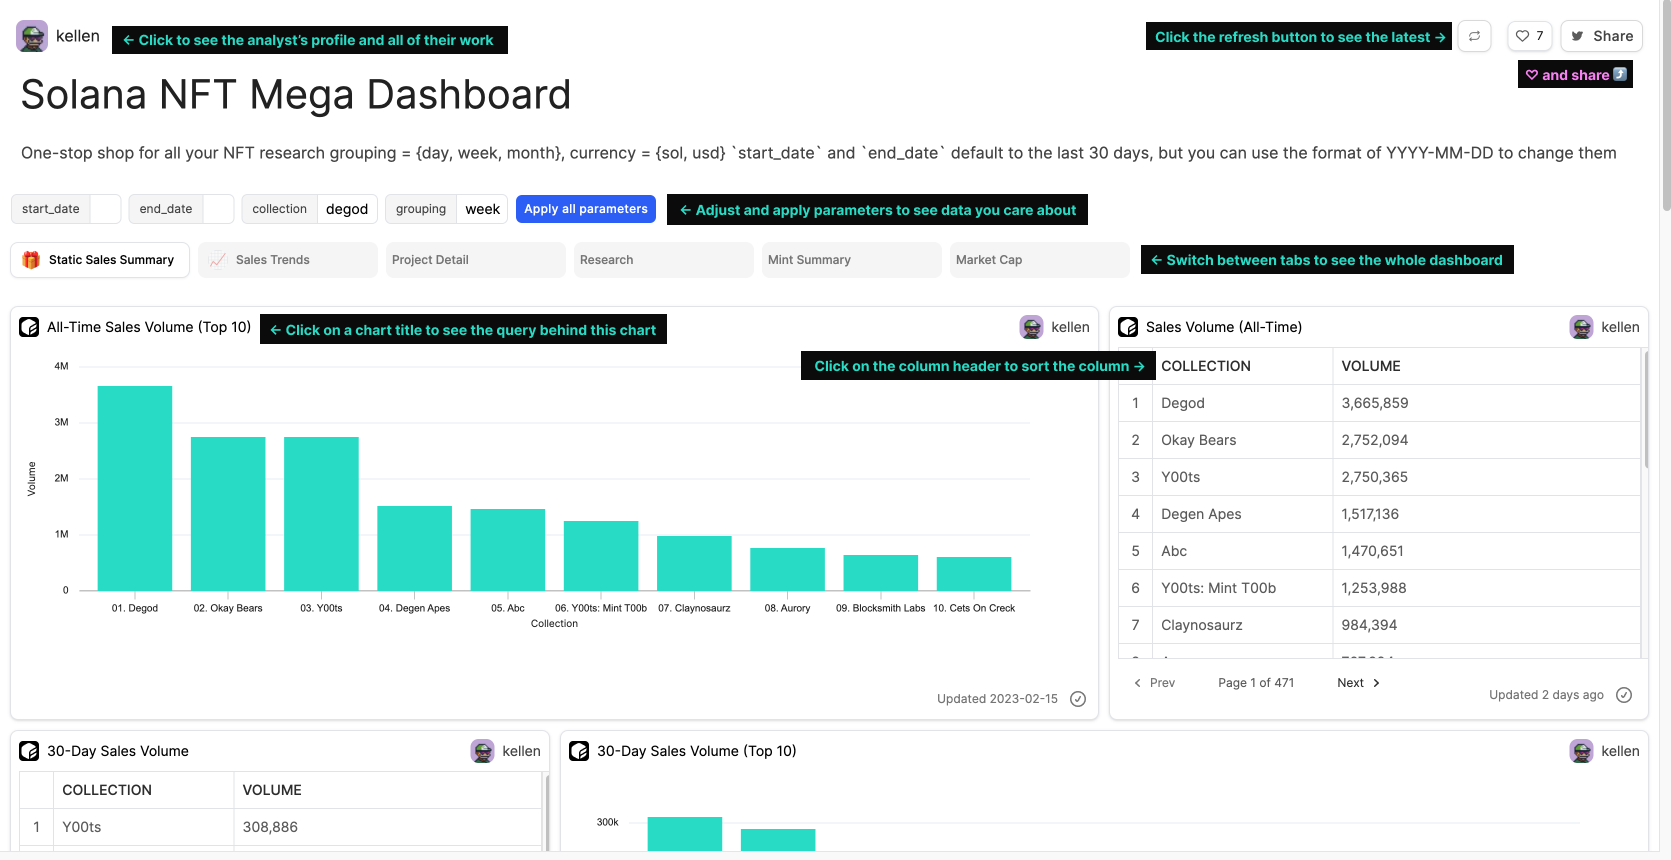 kellen
← Click to see the analyst's profile and all of their work
Click the refresh button to see the latest →
7
Share
♡ and share
Solana NFT Mega Dashboard
One-stop shop for all your NFT research grouping = {day, week, month}, currency = {sol, usd} `start_date` and `end_date` default to the last 30 days, but you can use the format of YYYY-MM-DD to change them
start_date
end_date
collection degod
grouping week
Apply all parameters
← Adjust and apply parameters to see data you care about
Static Sales Summary
Sales Trends
Project Detail
Research
Mint Summary
Market Cap
← Switch between tabs to see the whole dashboard
All-Time Sales Volume (Top 10)
← Click on a chart title to see the query behind this chart
kellen
4M
3M
2M
1M
0
Volume
01. Degod
02. Okay Bears
03. Y00ts
04. Degen Apes
05. Abc
06. Y00ts: Mint T00b
07. Claynosaurz
08. Aurory
09. Blocksmith Labs
10. Cets On Creck
Collection
Updated 2023-02-15
Sales Volume (All-Time)
kellen
Click on the column header to sort the column →
COLLECTION VOLUME
1 Degod 3,665,859
2 Okay Bears 2,752,094
3 Y00ts 2,750,365
4 Degen Apes 1,517,136
5 Abc 1,470,651
6 Y00ts: Mint T00b 1,253,988
7 Claynosaurz 984,394
Prev
Page 1 of 471
Next
Updated 2 days ago
30-Day Sales Volume
kellen
COLLECTION VOLUME
1 Y00ts 308,886
30-Day Sales Volume (Top 10)
kellen
300k